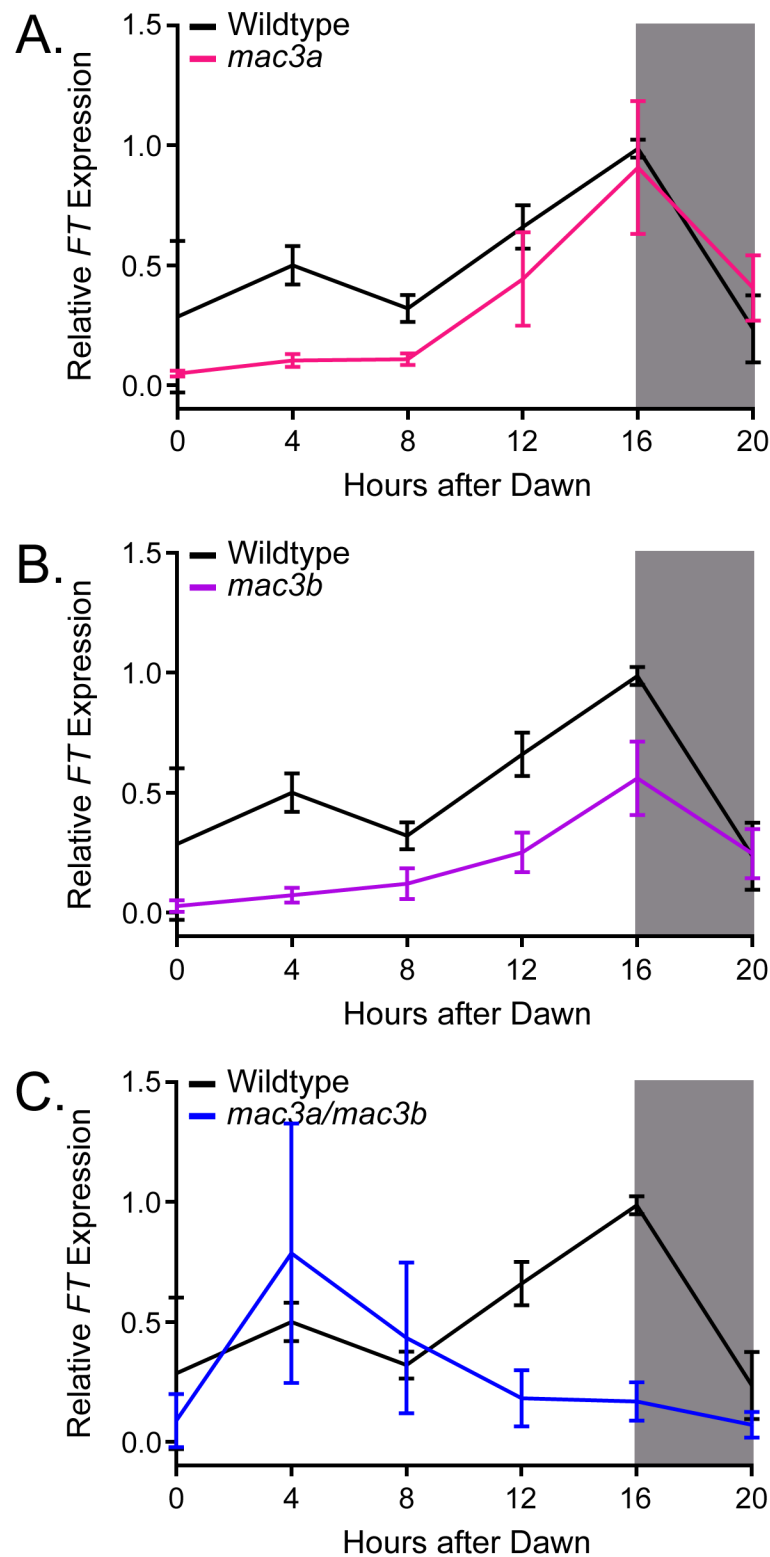 A.
Wildtype
mac3a
1.5
1.0
0.5
0.0
Relative FT Expression
0 4 8 12 16 20
Hours after Dawn
B.
Wildtype
mac3b
1.5
1.0
0.5
0.0
Relative FT Expression
0 4 8 12 16 20
Hours after Dawn
C.
Wildtype
mac3a/mac3b
1.5
1.0
0.5
0.0
Relative FT Expression
0 4 8 12 16 20
Hours after Dawn